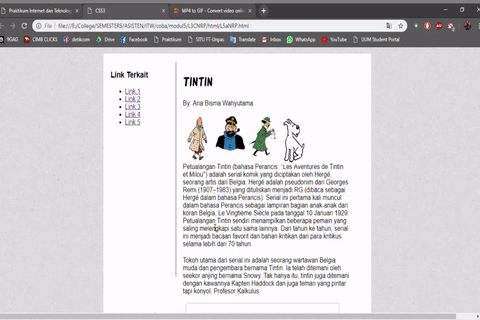 Praktikum Internet dan Teknolo
CSS3
MP4 to GIF - Convert video onlin
File
file:///E:/College/SEMESTER5/ASISTEN/ITW/coba/modul5/L3CNRP/html/L5aNRP.html
9GAG
CIMB CLICKS
detikcom
Drive
Facebook
Praktikum
SITU FT-Unpas
Translate
Inbox
WhatsApp
YouTube
UUM Student Portal
Link Terkait
Link 1
Link 2
Link 3
Link 4
Link 5
TINTIN
By. Aria Bisma Wahyutama
Petualangan Tintin (bahasa Perancis: "Les Aventures de Tintin
et Milou") adalah serial komik yang diciptakan oleh Hergé,
seorang artis dari Belgia. Hergé adalah pseudonim dari Georges
Remi (1907–1983) yang dituliskan menjadi RG (dibaca sebagai
Hergé dalam bahasa Perancis). Serial ini pertama kali muncul
dalam bahasa Perancis sebagai lampiran bagian anak-anak dari
koran Belgia, Le Vingtième Siècle pada tanggal 10 Januari 1929.
Petualangan Tintin sendiri menampilkan beberapa pemain yang
saling melengkapi satu sama lainnya. Dari tahun ke tahun, serial
ini menjadi bacaan favorit dan bahan kritikan dari para kritikus
selama lebih dari 70 tahun.
Tokoh utama dari serial ini adalah seorang wartawan Belgia
muda dan pengembara bernama Tintin. Ia telah ditemani oleh
seekor anjing bernama Snowy. Tak hanya itu, tintin juga ditemani
dengan kawannya Kapten Haddock dan juga teman yang pintar
tapi konyol, Profesor Kalkulus.